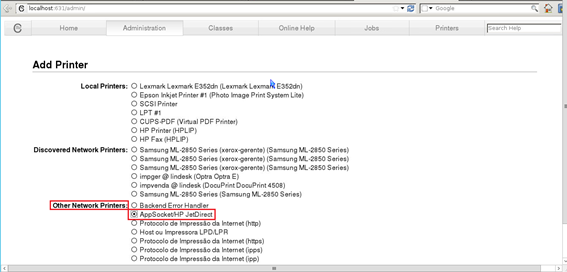 localhost:631/admin/
Google
Home Administration Classes Online Help Jobs Printers Search Help
Add Printer
Local Printers: Lexmark Lexmark E352dn (Lexmark Lexmark E352dn)
Epson Inkjet Printer #1 (Photo Image Print System Lite)
SCSI Printer
LPT #1
CUPS-PDF (Virtual PDF Printer)
HP Printer (HPLIP)
HP Fax (HPLIP)
Discovered Network Printers: Samsung ML-2850 Series (xerox-gerente) (Samsung ML-2850 Series)
Samsung ML-2850 Series (xerox-gerente) (Samsung ML-2850 Series)
Samsung ML-2850 Series (xerox-gerente) (Samsung ML-2850 Series)
impger @ lindesk (Optra Optra E)
impvenda @ lindesk (DocuPrint DocuPrint 4508)
Samsung ML-2850 Series (Samsung ML-2850 Series)
Other Network Printers: Backend Error Handler
AppSocket/HP JetDirect
Protocolo de Impressão da Internet (http)
Host ou Impressora LPD/LPR
Protocolo de Impressão da Internet (https)
Protocolo de Impressão da Internet (ipps)
Protocolo de Impressão da Internet (ipp)